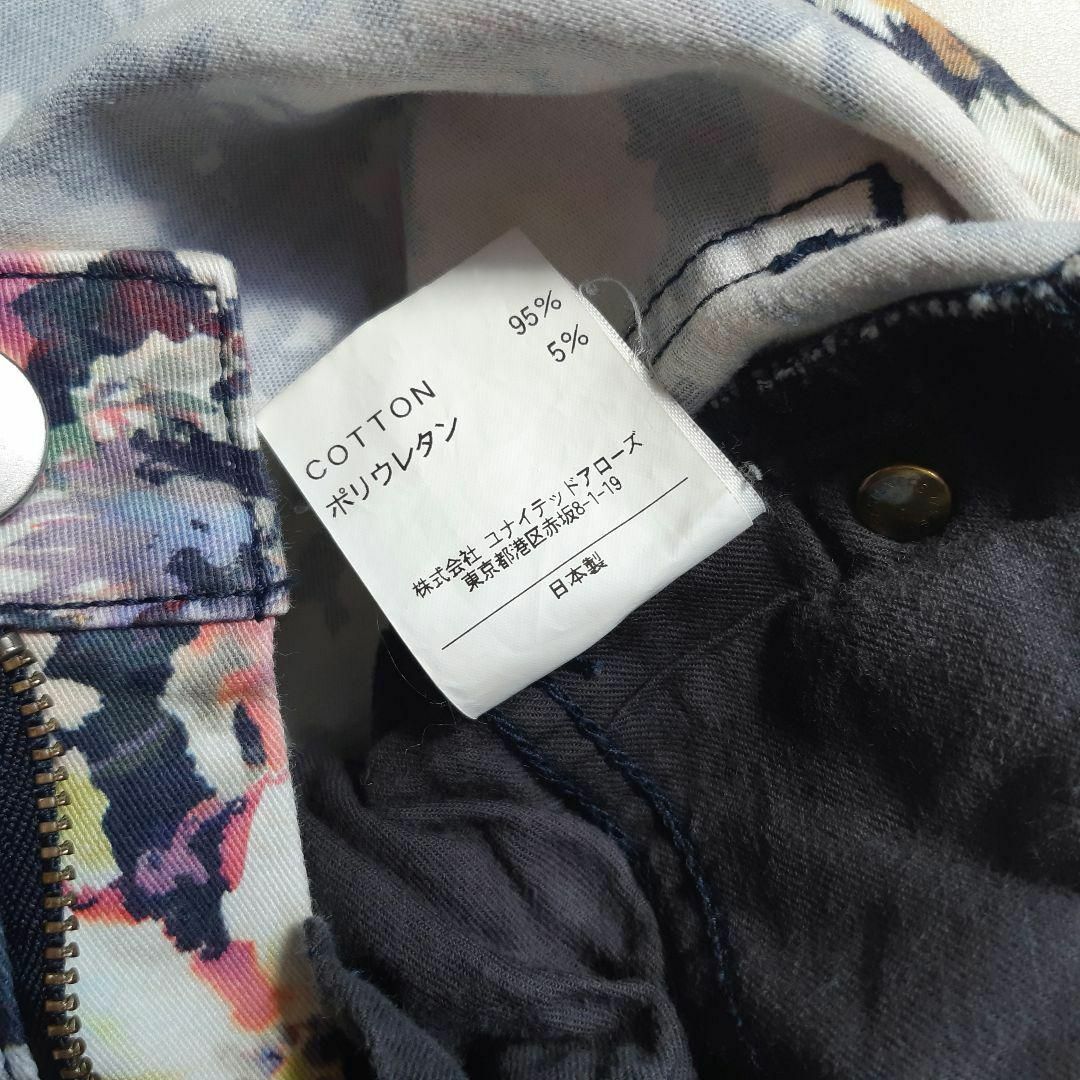 COTTON 95%
ポリウレタン 5%
株式会社 ユナイテッドアローズ
東京都港区赤坂8-1-19
日本製